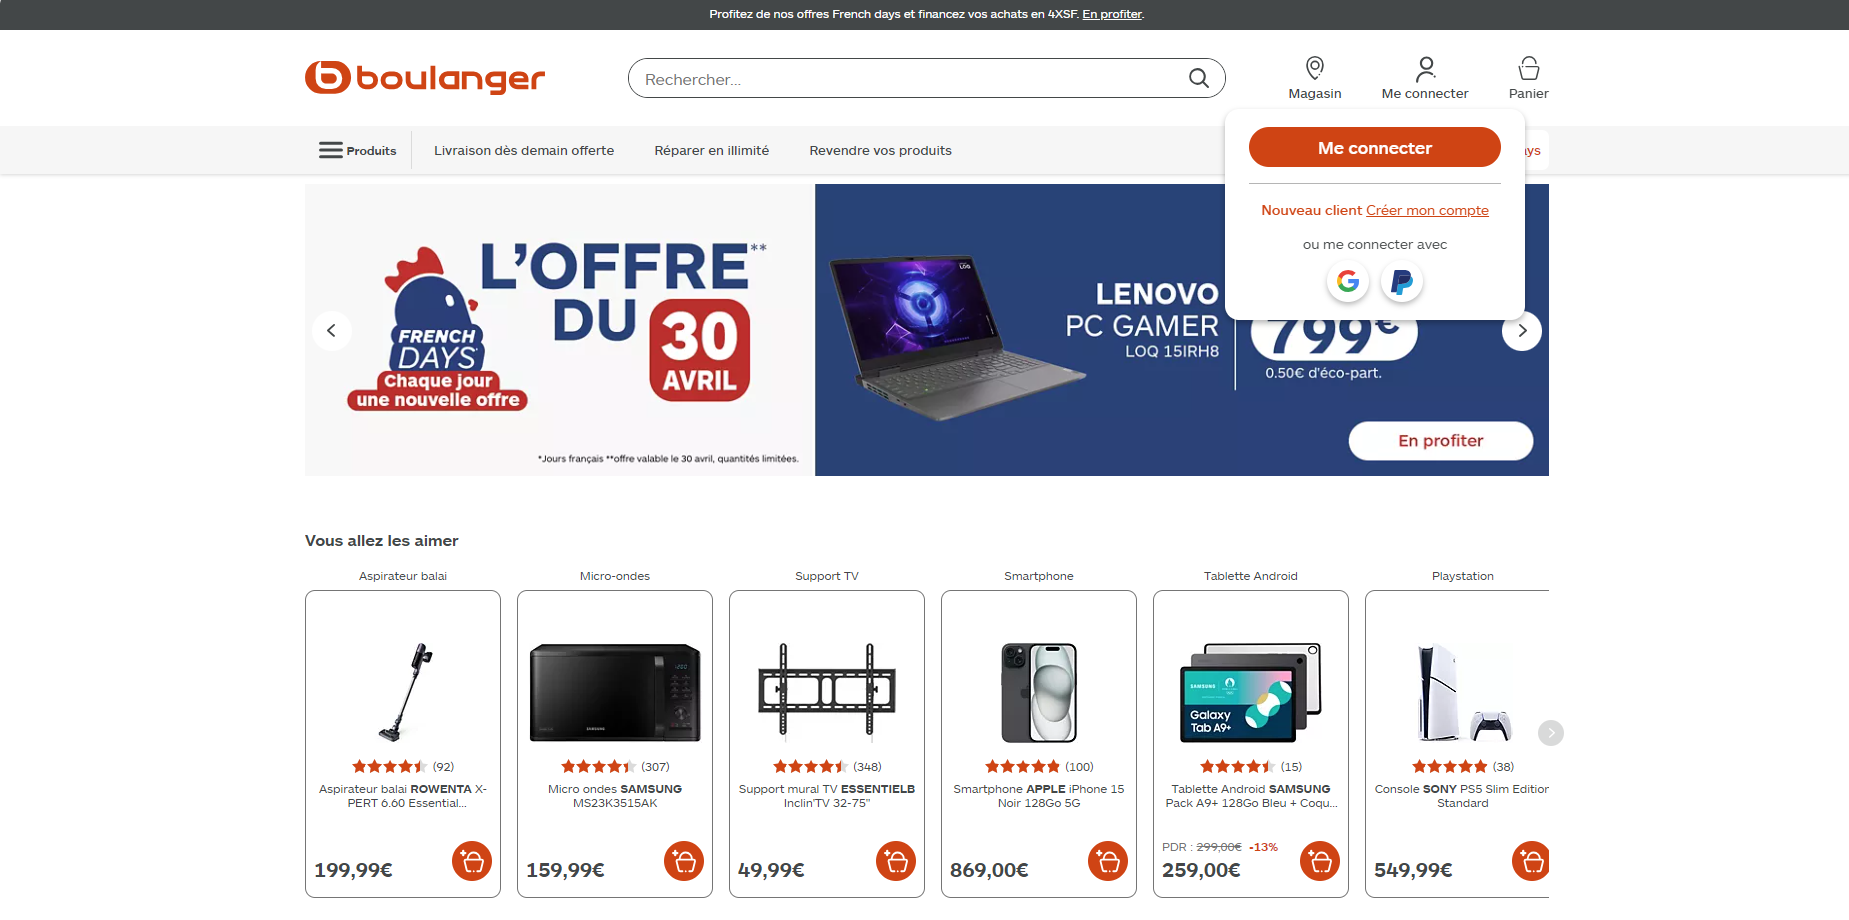 Profitez de nos offres French days et financez vos achats en 4XSF. En profiter.
boulanger
Rechercher...
Magasin
Me connecter
Panier
Produits
Livraison dès demain offerte
Réparer en illimité
Revendre vos produits
ays
Me connecter
Nouveau client Créer mon compte
ou me connecter avec
G
FRENCH
DAYS*
Chaque jour
une nouvelle offre
L'OFFRE**
DU 30
AVRIL
*Jours français **offre valable le 30 avril, quantités limitées.
LENOVO
PC GAMER
LOQ 15IRH8
799€
0.50€ d'éco-part.
En profiter
Vous allez les aimer
Aspirateur balai
(92)
Aspirateur balai ROWENTA X-
PERT 6.60 Essential...
199,99€
Micro-ondes
SAMSUNG
(307)
Micro ondes SAMSUNG
MS23K3515AK
159,99€
Support TV
(348)
Support mural TV ESSENTIELB
Inclin'TV 32-75"
49,99€
Smartphone
(100)
Smartphone APPLE iPhone 15
Noir 128Go 5G
869,00€
Tablette Android
SAMSUNG
Galaxy
Tab A9+
(15)
Tablette Android SAMSUNG
Pack A9+ 128Go Bleu + Coqu...
PDR : 299,00€ -13%
259,00€
Playstation
(38)
Console SONY PS5 Slim Edition
Standard
549,99€